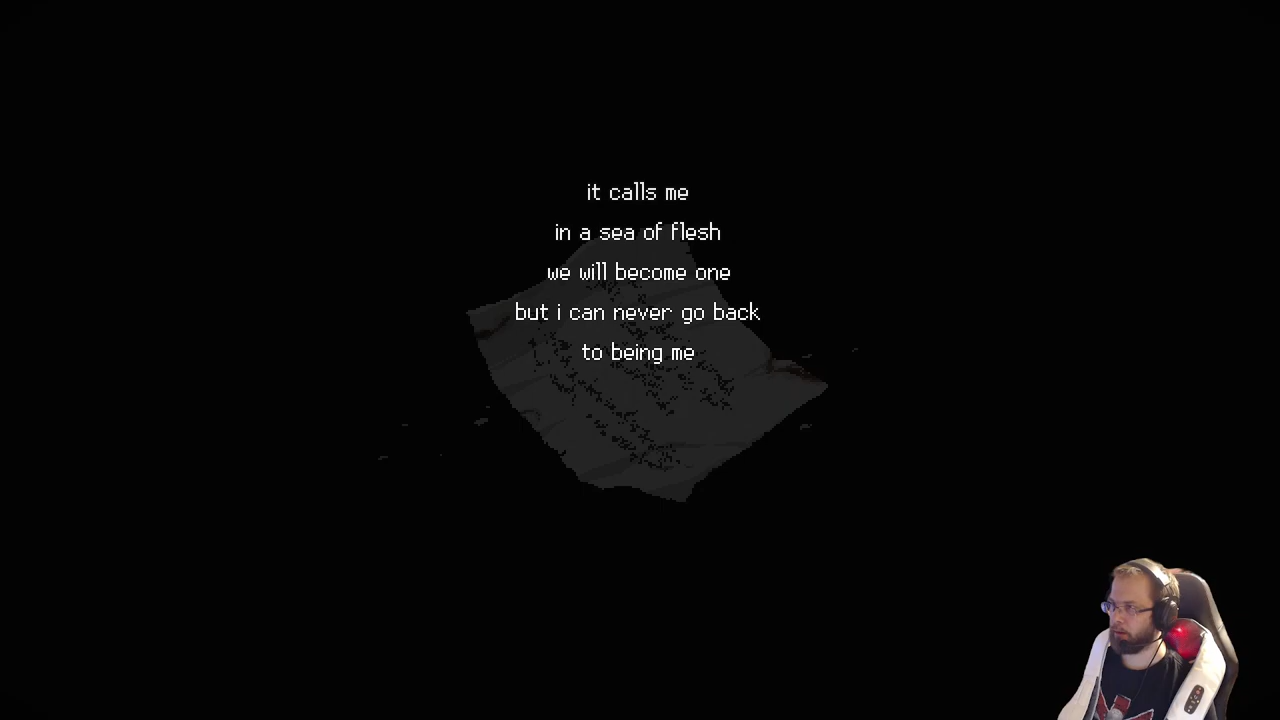 it calls me
in a sea of flesh
we will become one
but i can never go back
to being me